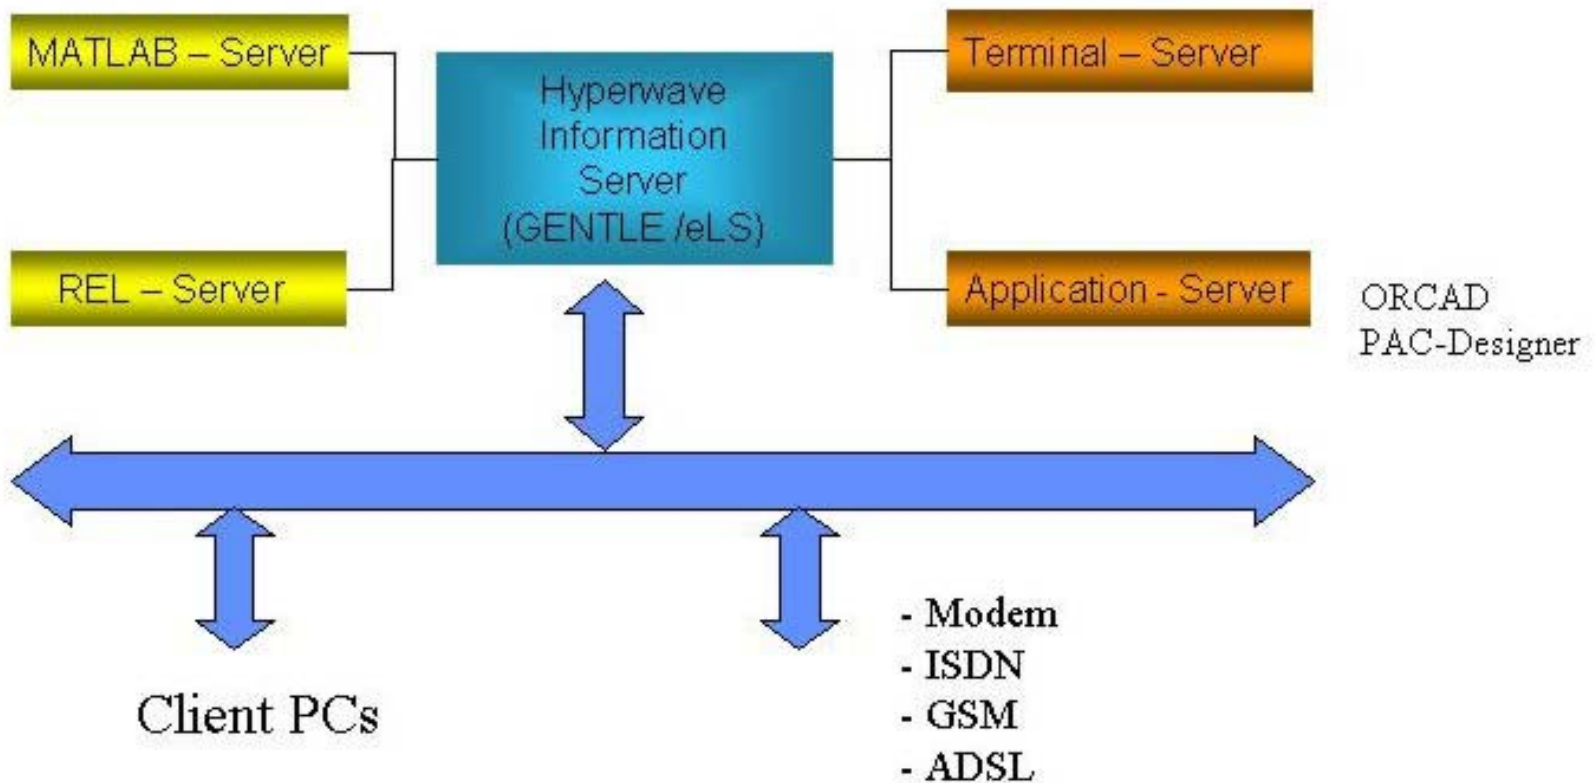 MATLAB – Server
Hyperwave
Information
Server
(GENTLE /eLS)
Terminal – Server
REL – Server
Application - Server
ORCAD
PAC-Designer
Client PCs
- Modem
- ISDN
- GSM
- ADSL